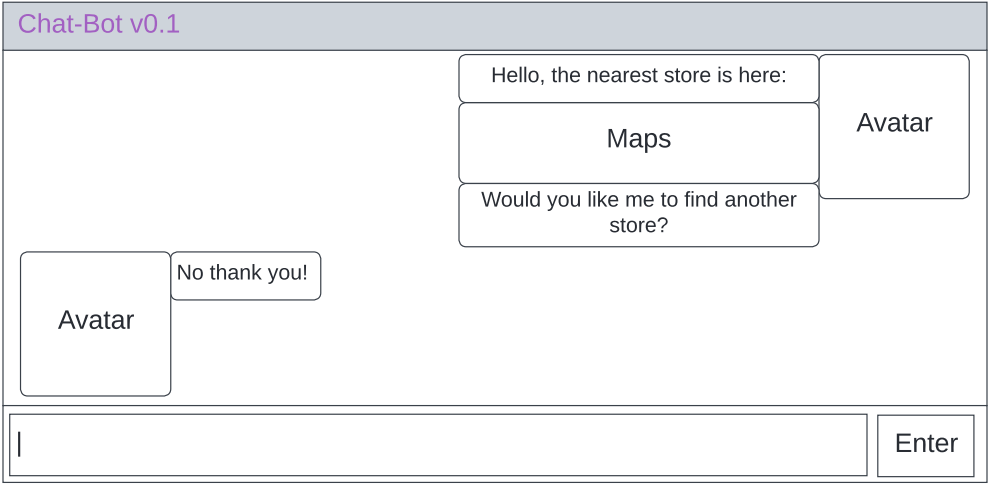 Chat-Bot v0.1
Hello, the nearest store is here:
Maps
Avatar
Would you like me to find another
store?
No thank you!
Avatar
Enter